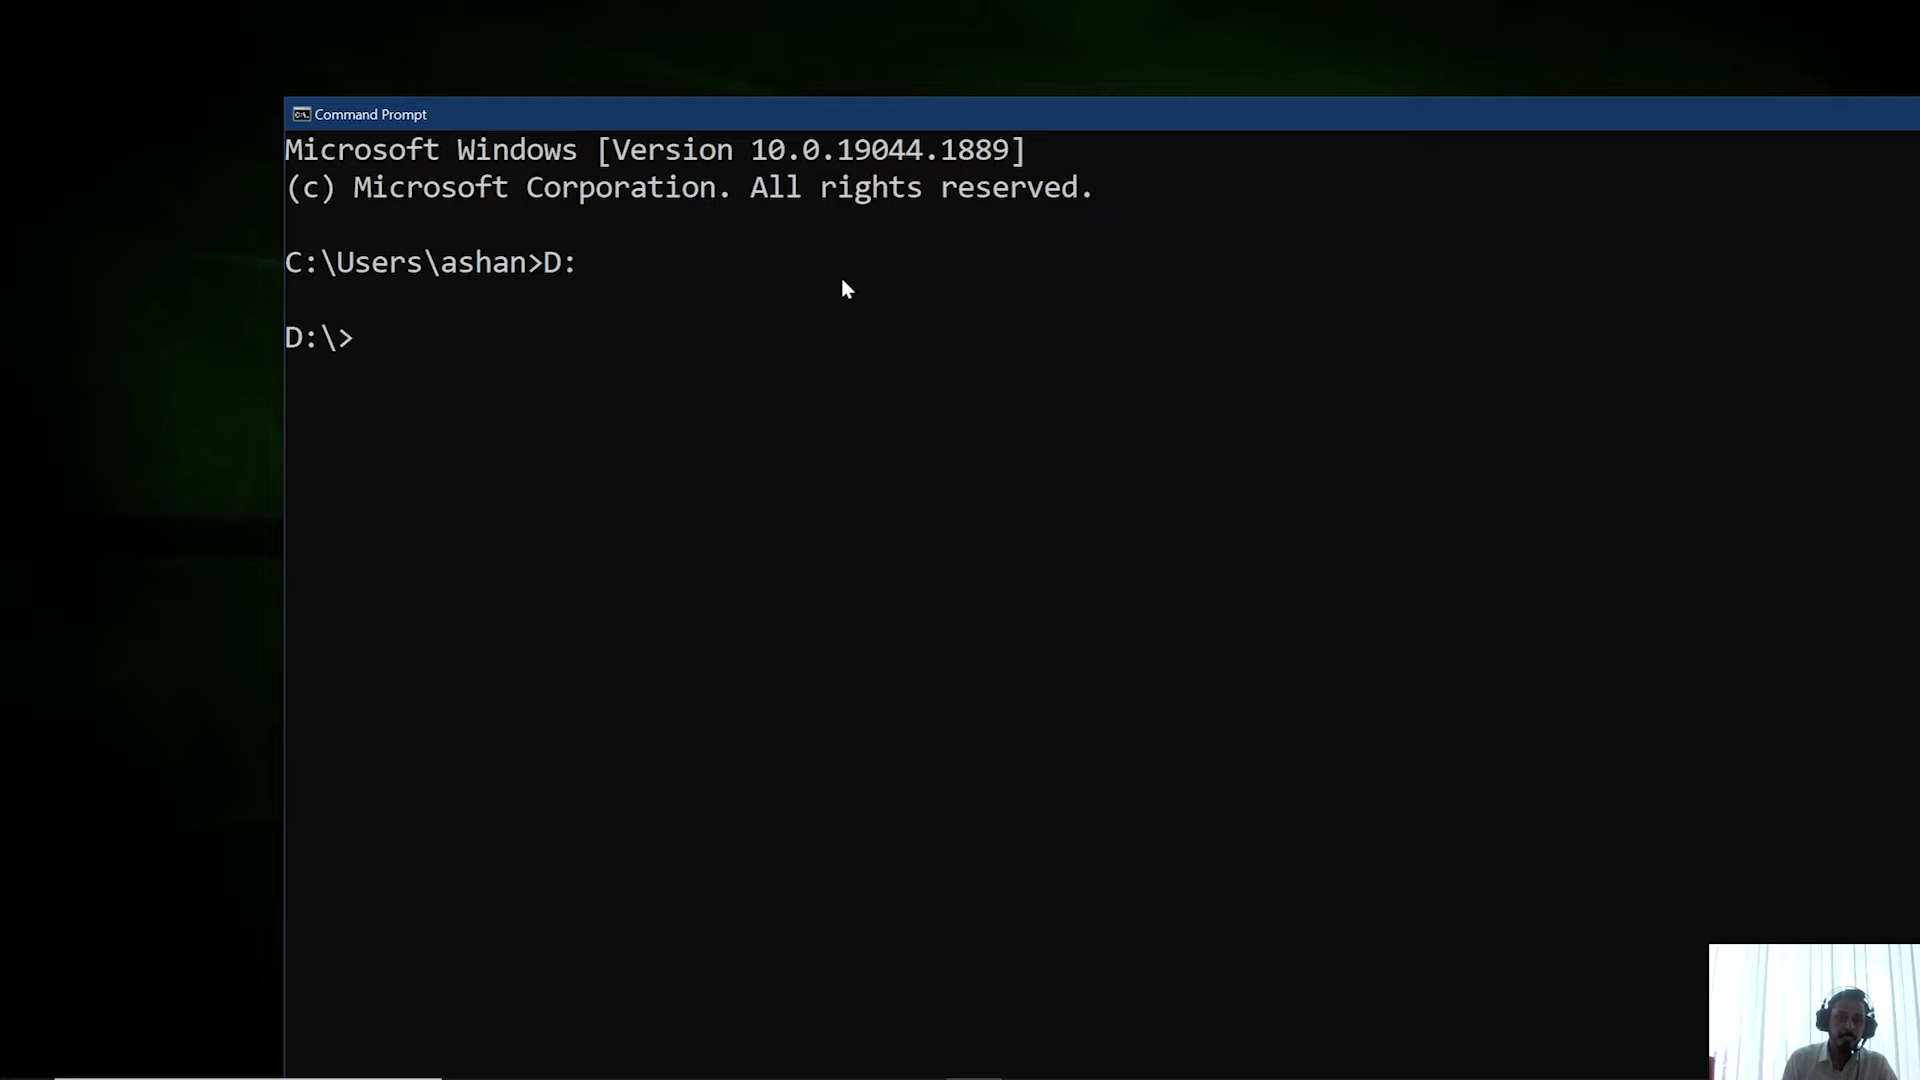 Command Prompt
Microsoft Windows [Version 10.0.19044.1889]
(c) Microsoft Corporation. All rights reserved.
C:\Users\ashan>D:
D:\>